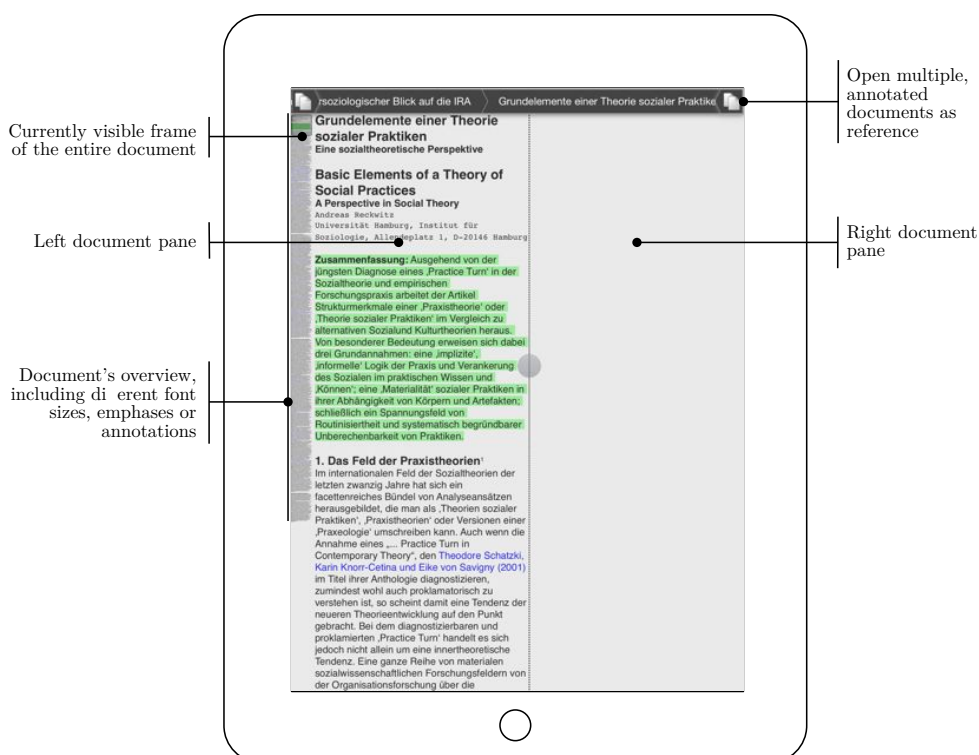 Open multiple,
annotated
documents as
reference
rsoziologischer Blick auf die IRA
Grundelemente einer Theorie sozialer Praktike
Currently visible frame
of the entire document
Left document pane
Right document
pane
Document's overview,
including di erent font
sizes, emphases or
annotations
Grundelemente einer Theorie
sozialer Praktiken
Eine sozialtheoretische Perspektive
Basic Elements of a Theory of
Social Practices
A Perspective in Social Theory
Andreas Reckwitz
Universität Hamburg, Institut für
Soziologie, Allendeplatz 1, D-20146 Hamburg
Zusammenfassung: Ausgehend von der
jüngsten Diagnose eines ‚Practice Turn' in der
Sozialtheorie und empirischen
Forschungspraxis arbeitet der Artikel
Strukturmerkmale einer ‚Praxistheorie' oder
‚Theorie sozialer Praktiken' im Vergleich zu
alternativen Sozialund Kulturtheorien heraus.
Von besonderer Bedeutung erweisen sich dabei
drei Grundannahmen: eine ‚implizite',
‚informelle' Logik der Praxis und Verankerung
des Sozialen im praktischen Wissen und
‚Können'; eine ‚Materialität' sozialer Praktiken in
ihrer Abhängigkeit von Körpern und Artefakten;
schließlich ein Spannungsfeld von
Routinisiertheit und systematisch begründbarer
Unberechenbarkeit von Praktiken.
1. Das Feld der Praxistheorien¹
Im internationalen Feld der Sozialtheorien der
letzten zwanzig Jahre hat sich ein
facettenreiches Bündel von Analyseansätzen
herausgebildet, die man als ‚Theorien sozialer
Praktiken', ‚Praxistheorien' oder Versionen einer
‚Praxeologie' umschreiben kann. Auch wenn die
Annahme eines „... Practice Turn in
Contemporary Theory", den Theodore Schatzki,
Karin Knorr-Cetina und Eike von Savigny (2001)
im Titel ihrer Anthologie diagnostizieren,
zumindest wohl auch proklamatorisch zu
verstehen ist, so scheint damit eine Tendenz der
neueren Theorieentwicklung auf den Punkt
gebracht. Bei dem diagnostizierbaren und
proklamierten ‚Practice Turn' handelt es sich
jedoch nicht allein um eine innertheoretische
Tendenz. Eine ganze Reihe von materialen
sozialwissenschaftlichen Forschungsfeldern von
der Organisationsforschung über die